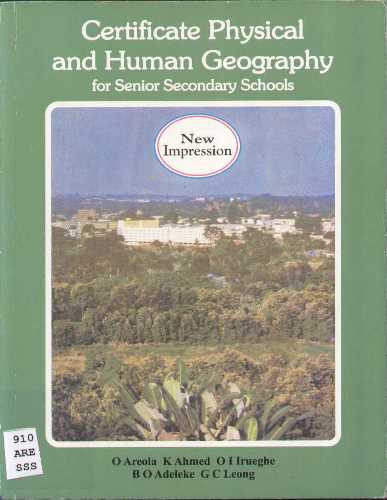 Certificate Physical
and Human Geography
for Senior Secondary Schools
New
Impression
O Areola K Ahmed O I Irueghe
B O Adeleke G C Leong
910
ARE
SSS